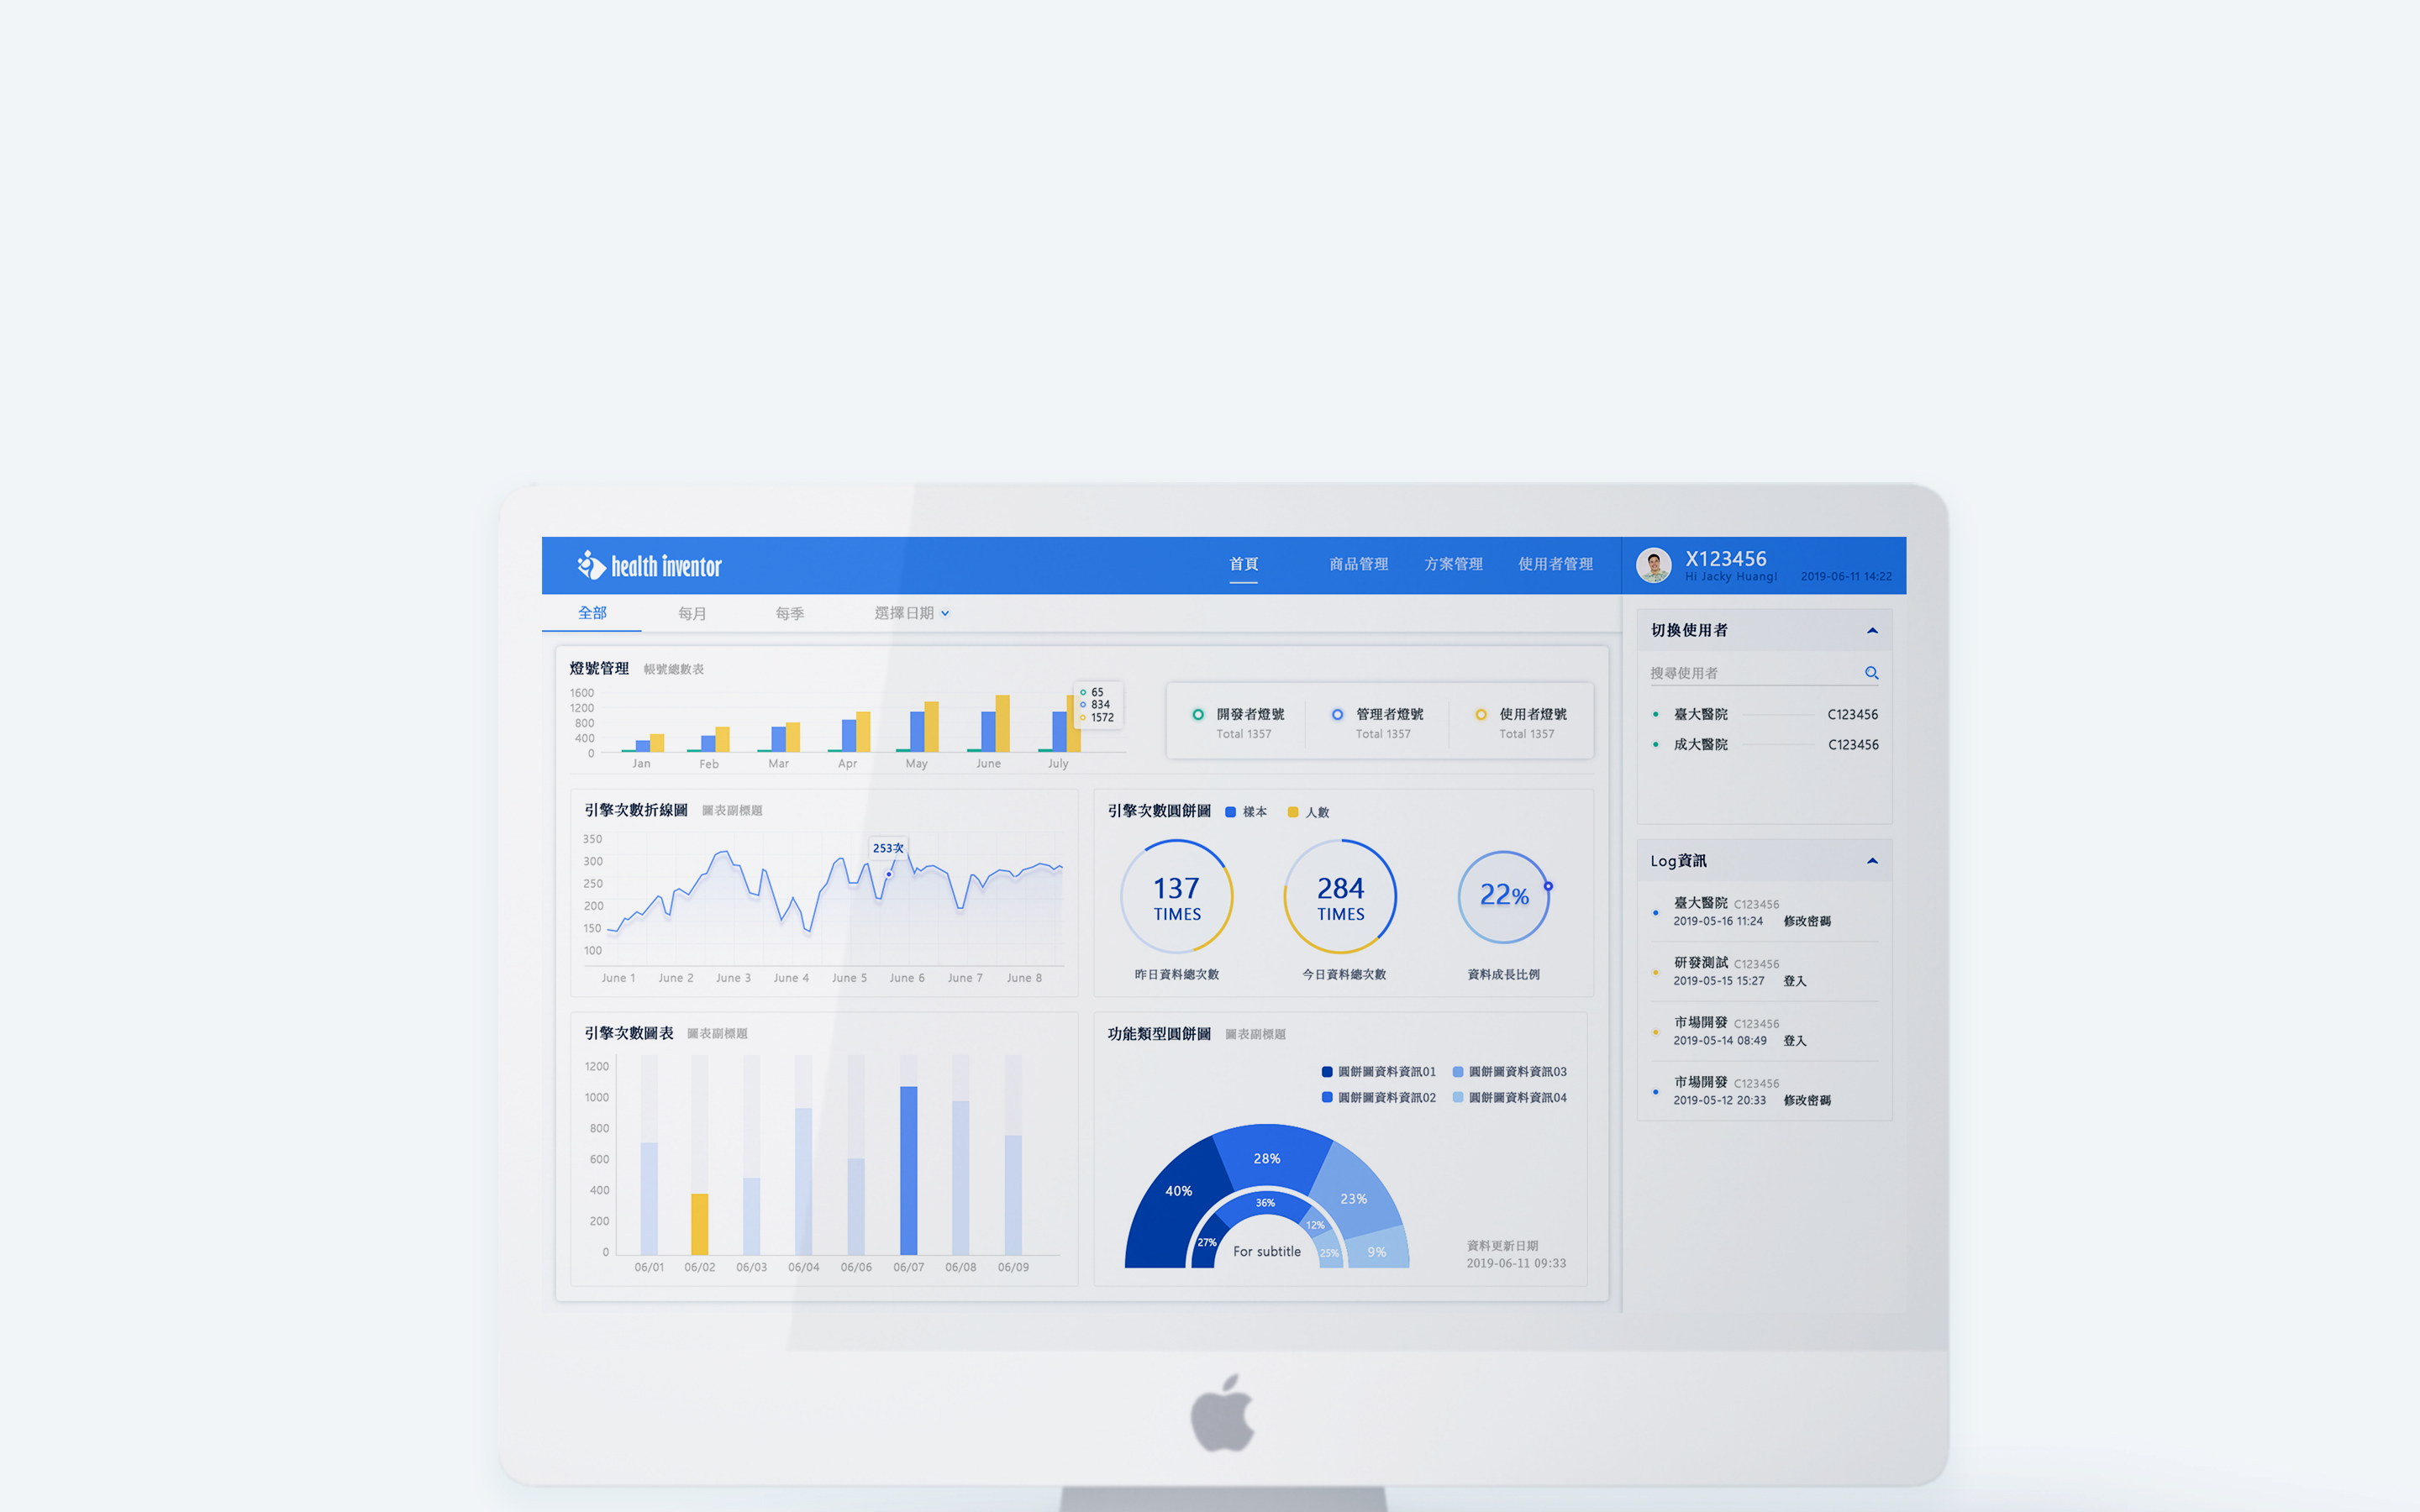 health inventor
首頁 商品管理 方案管理 使用者管理
X123456
Hi Jacky Huang! 2019-06-11 14:22
全部 每月 每季 選擇日期
燈號管理 帳號總數表
1600
1200
800
400
0
Jan Feb Mar Apr May June July
65
834
1572
開發者燈號 管理者燈號 使用者燈號
Total 1357 Total 1357 Total 1357
引擎次數折線圖 圖表副標題
350
300
250
200
150
100
253次
June 1 June 2 June 3 June 4 June 5 June 6 June 7 June 8
引擎次數圓餅圖 樣本 人數
137 TIMES
284 TIMES
22%
昨日資料總次數 今日資料總次數 資料成長比例
引擎次數圖表 圖表副標題
1200
1000
800
600
400
200
0
06/01 06/02 06/03 06/04 06/06 06/07 06/08 06/09
功能類型圓餅圖 圖表副標題
圓餅圖資料資訊01 圓餅圖資料資訊03
圓餅圖資料資訊02 圓餅圖資料資訊04
40% 28% 23% 9%
27% 36% 12% 25%
For subtitle
資料更新日期
2019-06-11 09:33
切換使用者
搜尋使用者
臺大醫院 C123456
成大醫院 C123456
Log資訊
臺大醫院 C123456
2019-05-16 11:24 修改密碼
研發測試 C123456
2019-05-15 15:27 登入
市場開發 C123456
2019-05-14 08:49 登入
市場開發 C123456
2019-05-12 20:33 修改密碼